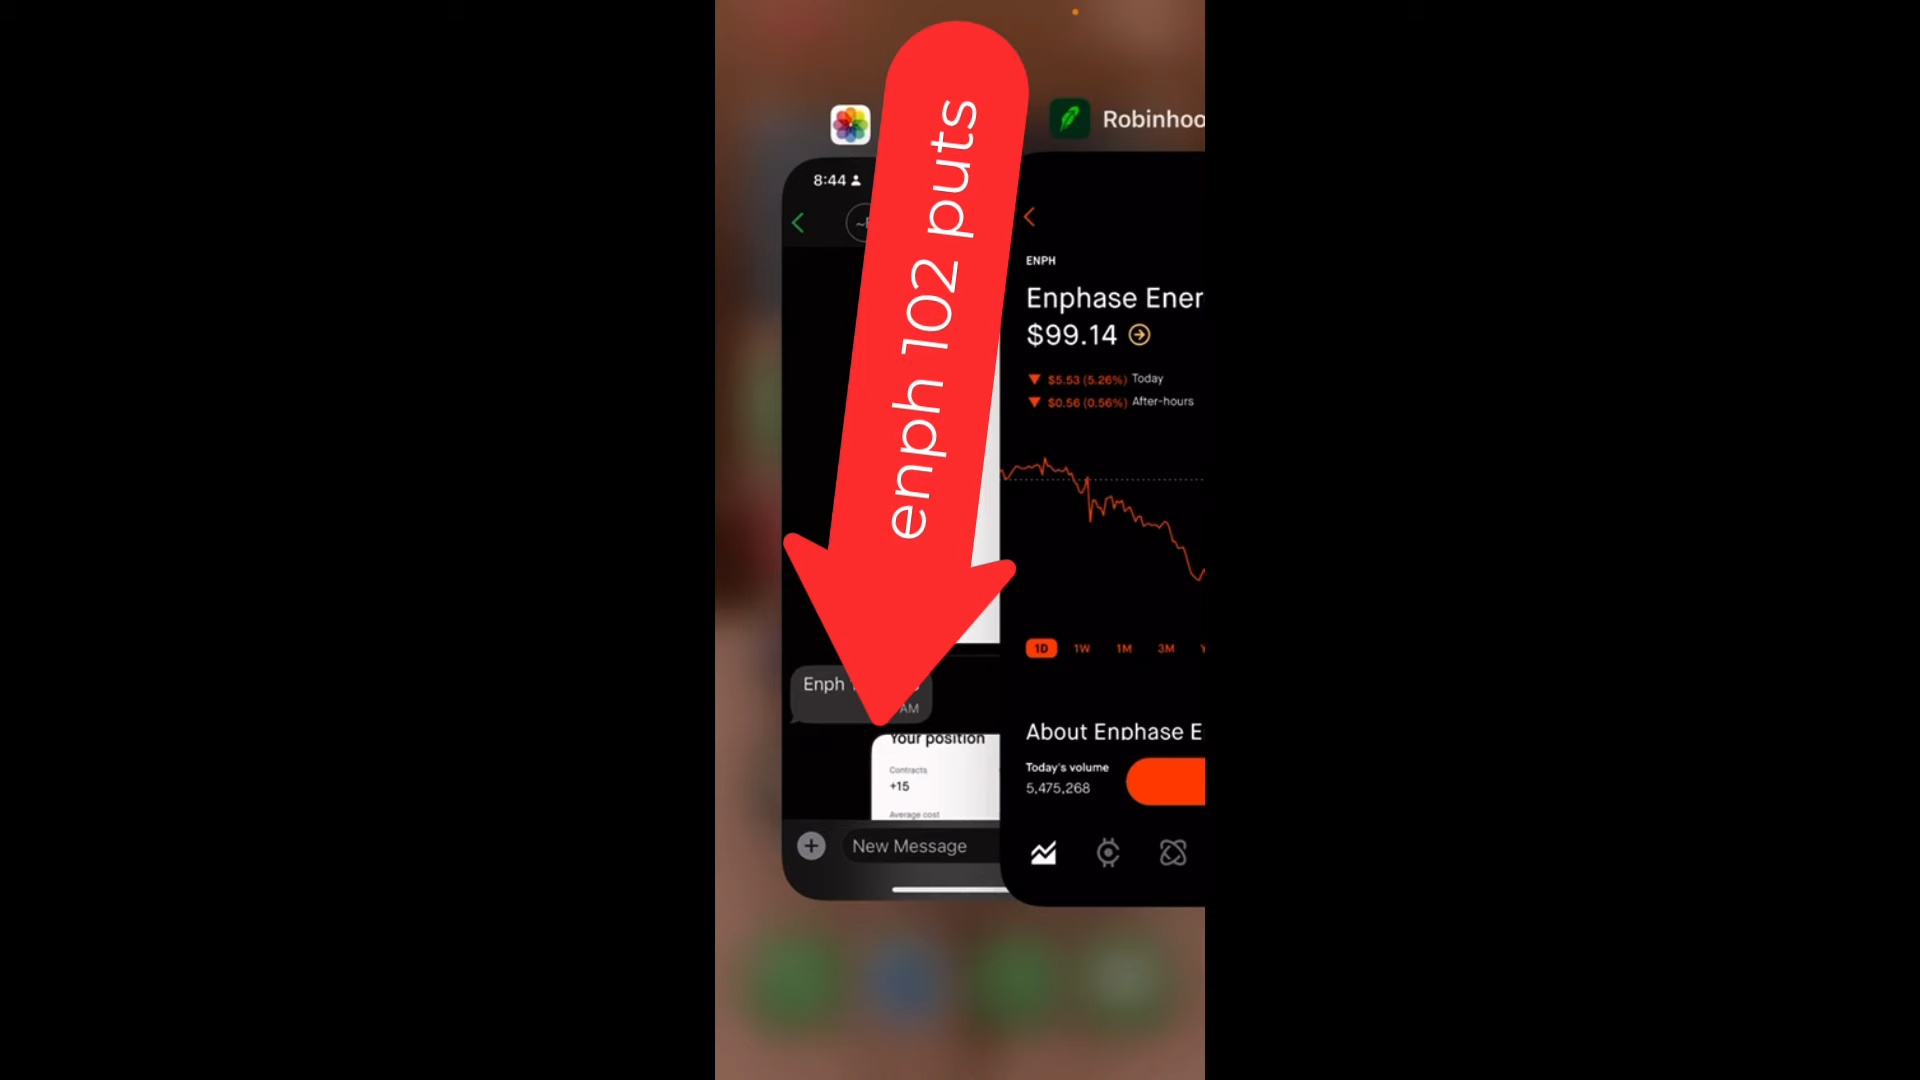 enph 102 puts
Robinhoo
8:44
ENPH
Enphase Ener
$99.14
$5.53 (5.26%) Today
$0.56 (0.56%) After-hours
1D 1W 1M 3M
Enph
AM
Your position
Contracts
+15
Average cost
New Message
About Enphase E
Today's volume
5,475,268